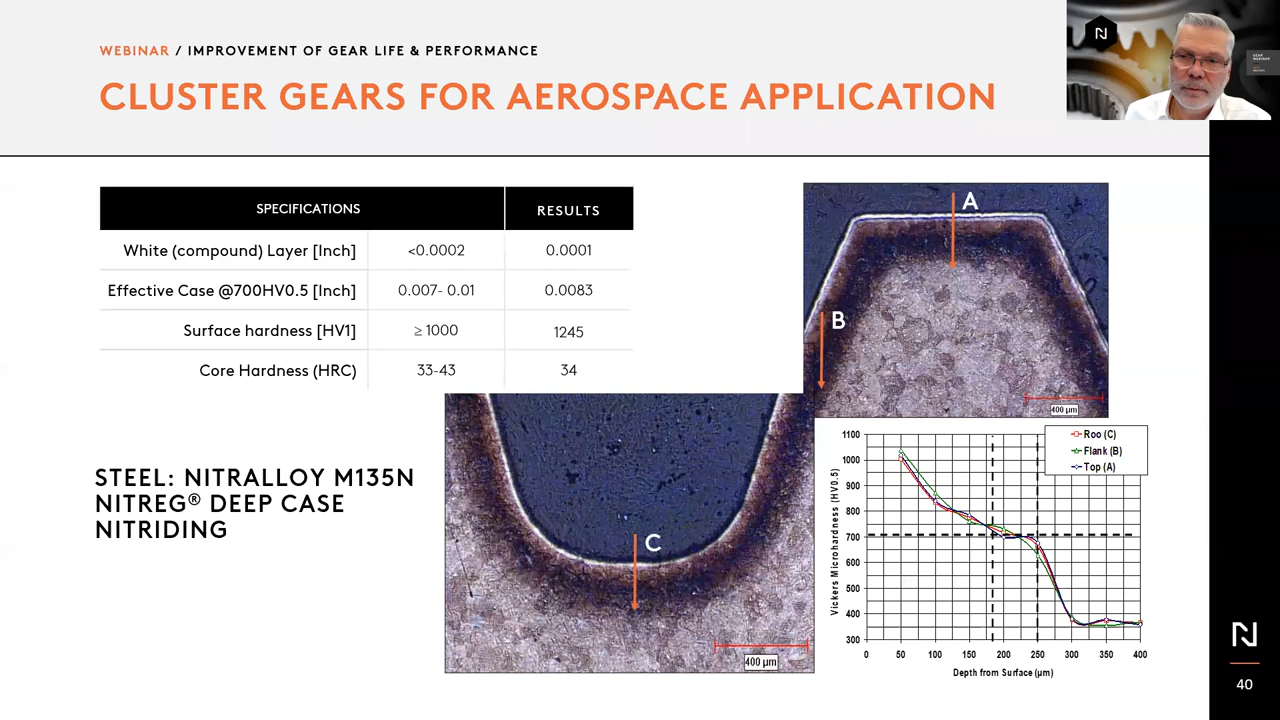 WEBINAR / IMPROVEMENT OF GEAR LIFE & PERFORMANCE
CLUSTER GEARS FOR AEROSPACE APPLICATION
SPECIFICATIONS RESULTS
White (compound) Layer [Inch] <0.0002 0.0001
Effective Case @700HV0.5 [Inch] 0.007- 0.01 0.0083
Surface hardness [HV1] ≥ 1000 1245
Core Hardness (HRC) 33-43 34
STEEL: NITRALLOY M135N
NITREG® DEEP CASE
NITRIDING
A
B
400 µm
C
400 µm
Roo (C)
Flank (B)
Top (A)
Vickers Microhardness (HV0.5)
1100
1000
900
800
700
600
500
400
300
0 50 100 150 200 250 300 350 400
Depth from Surface (µm)
N
40